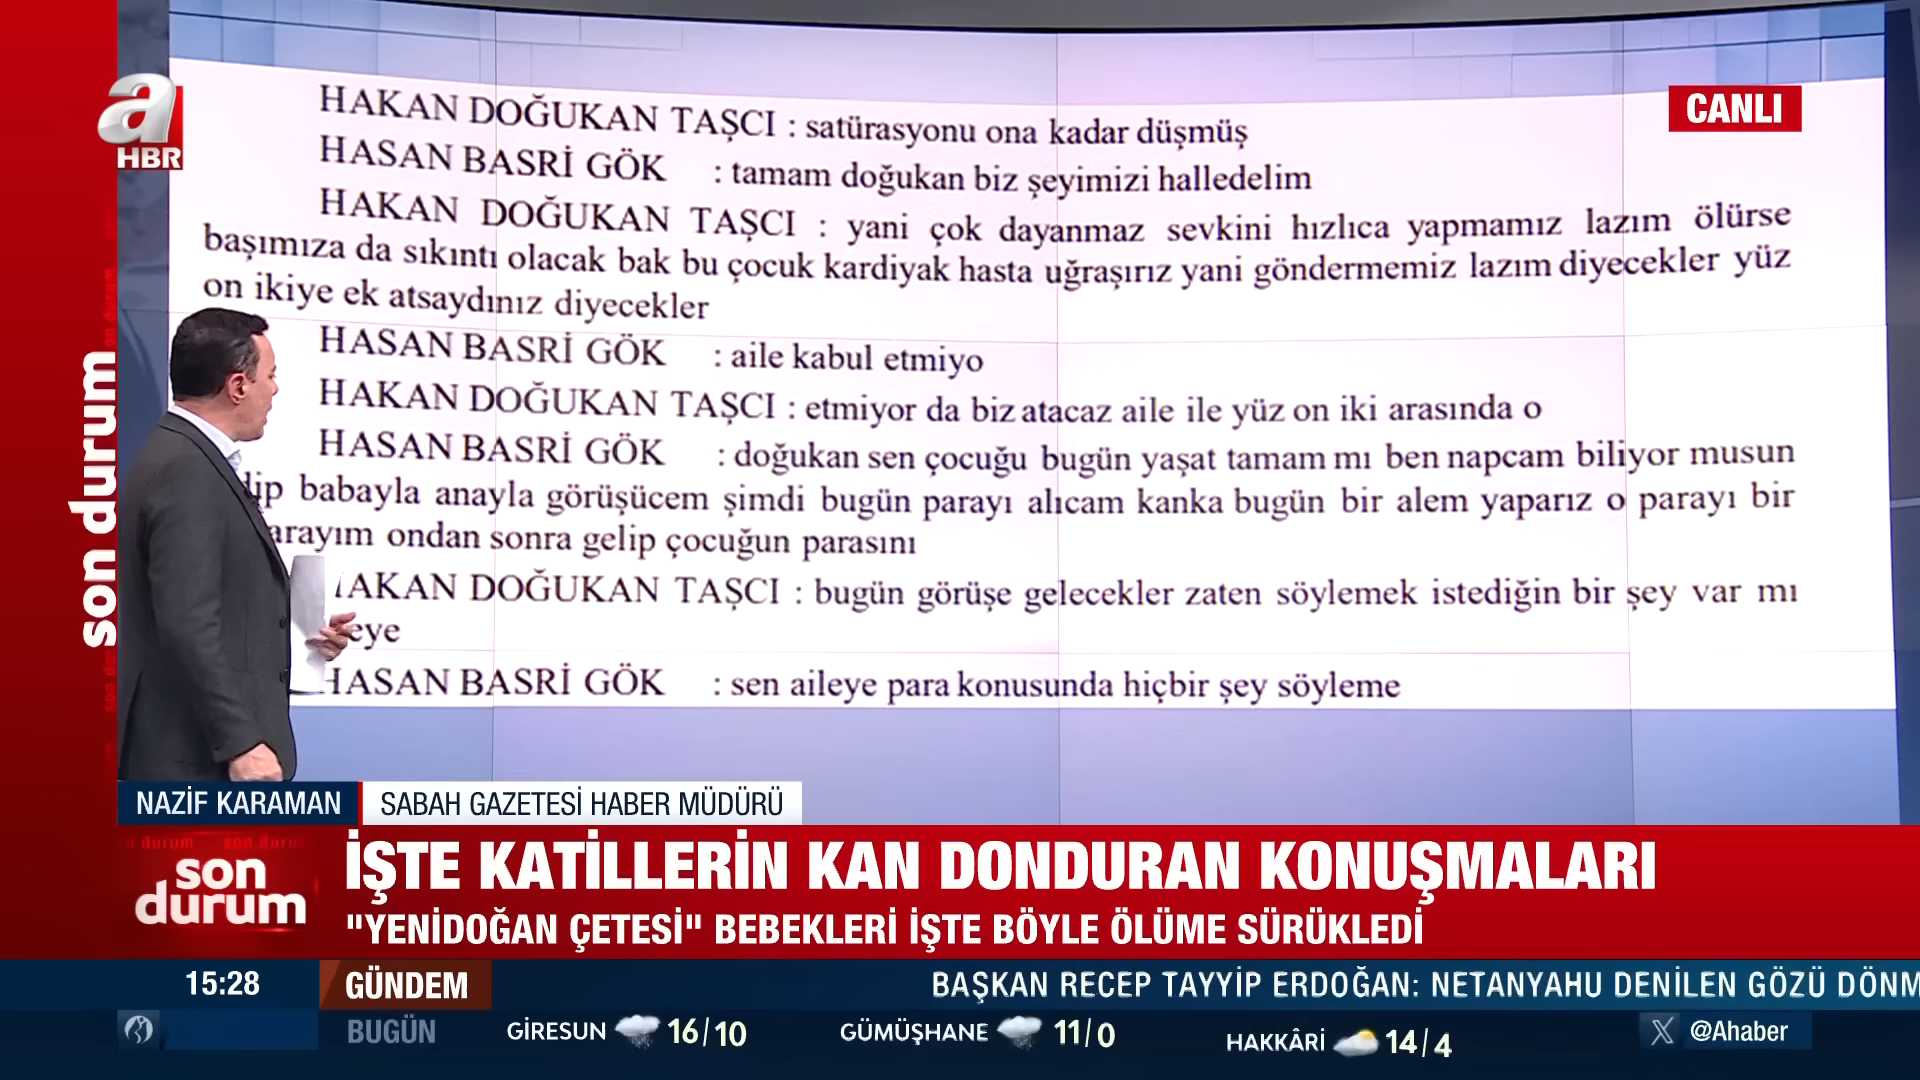 a
HBR
CANLI
HAKAN DOĞUKAN TAŞCI : satürasyonu ona kadar düşmüş
HASAN BASRİ GÖK : tamam doğukan biz şeyimizi halledelim
HAKAN DOĞUKAN TAŞCI : yani çok dayanmaz sevkini hızlıca yapmamız lazım ölürse
başımıza da sıkıntı olacak bak bu çocuk kardiyak hasta uğraşırız yani göndermemiz lazım diyecekler yüz
on ikiye ek atsaydınız diyecekler
HASAN BASRİ GÖK : aile kabul etmiyo
HAKAN DOĞUKAN TAŞCI : etmiyor da biz atacaz aile ile yüz on iki arasında o
HASAN BASRİ GÖK : doğukan sen çocuğu bugün yaşat tamam mı ben napcam biliyor musun
babayla anayla görüşücem şimdi bugün parayı alıcam kanka bugün bir alem yaparız o parayı bir
ondan sonra gelip çocuğun parasını
HAKAN DOĞUKAN TAŞCI : bugün görüşe gelecekler zaten söylemek istediğin bir şey var mı
HASAN BASRİ GÖK : sen aileye para konusunda hiçbir şey söyleme
son durum
NAZİF KARAMAN SABAH GAZETESİ HABER MÜDÜRÜ
son durum
İŞTE KATİLLERİN KAN DONDURAN KONUŞMALARI
"YENİDOĞAN ÇETESİ" BEBEKLERİ İŞTE BÖYLE ÖLÜME SÜRÜKLEDİ
15:28 GÜNDEM BAŞKAN RECEP TAYYİP ERDOĞAN: NETANYAHU DENİLEN GÖZÜ DÖNM
BUGÜN GİRESUN 16/10 GÜMÜŞHANE 11/0 HAKKÂRİ 14/4 @Ahaber